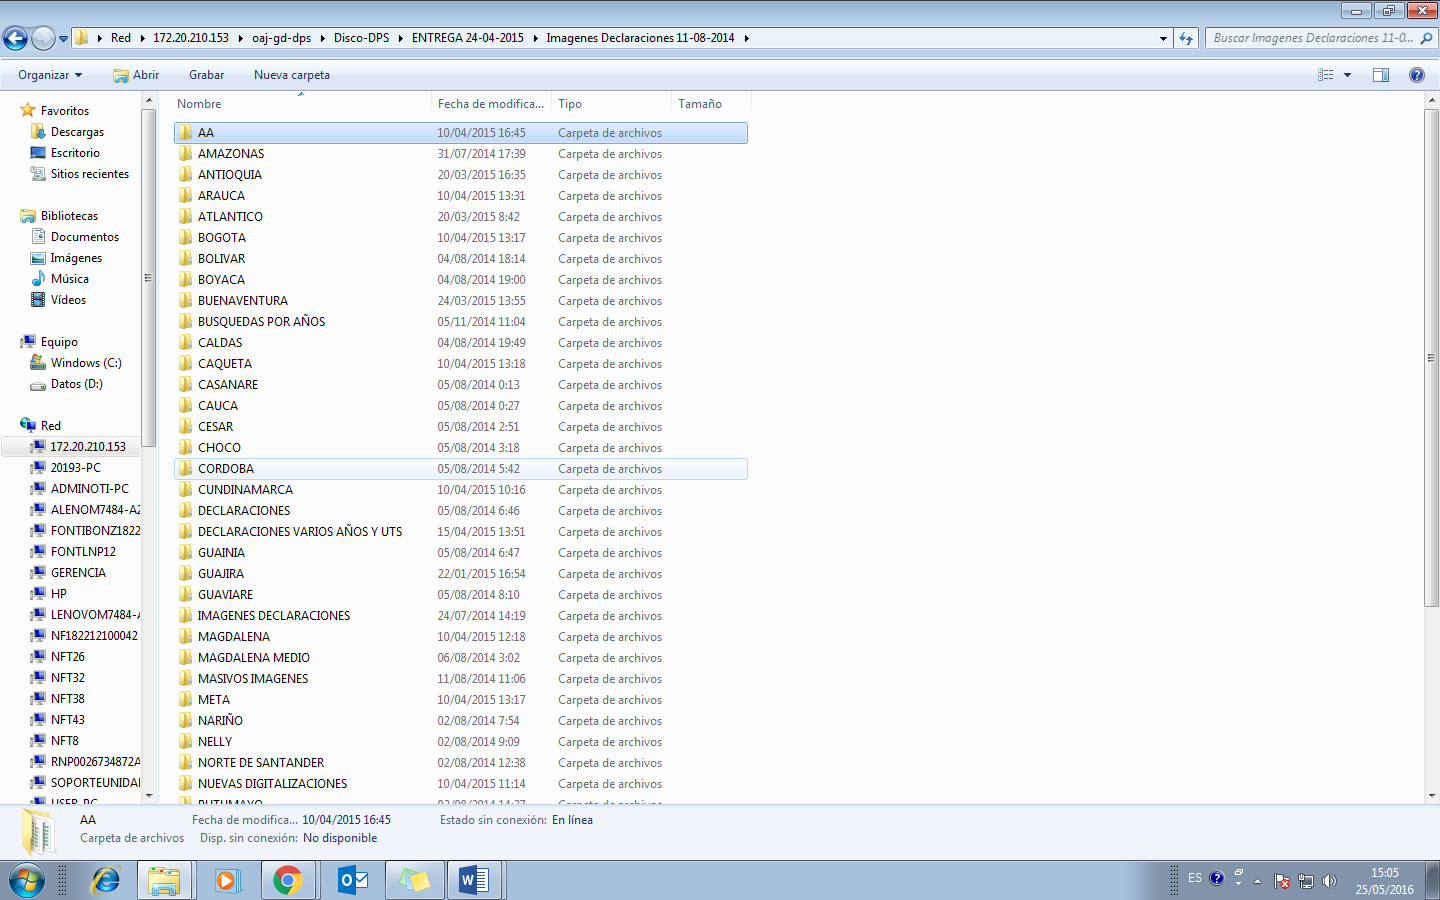 Red ▸ 172.20.210.153 ▸ oaj-gd-dps ▸ Disco-DPS ▸ ENTREGA 24-04-2015 ▸ Imagenes Declaraciones 11-08-2014 ▸
Buscar Imagenes Declaraciones 11-0...
Organizar Abrir Grabar Nueva carpeta
Favoritos
Descargas
Escritorio
Sitios recientes
Bibliotecas
Documentos
Imágenes
Música
Vídeos
Equipo
Windows (C:)
Datos (D:)
Red
172.20.210.153
20193-PC
ADMINOTI-PC
ALENOM7484-A2
FONTIBONZ1822
FONTLNP12
GERENCIA
HP
LENOVOM7484-A
NF182212100042
NFT26
NFT32
NFT38
NFT43
NFT8
RNP0026734872A
SOPORTEUNIDAI
USER-PC
Nombre Fecha de modifica... Tipo Tamaño
AA 10/04/2015 16:45 Carpeta de archivos
AMAZONAS 31/07/2014 17:39 Carpeta de archivos
ANTIOQUIA 20/03/2015 16:35 Carpeta de archivos
ARAUCA 10/04/2015 13:31 Carpeta de archivos
ATLANTICO 20/03/2015 8:42 Carpeta de archivos
BOGOTA 10/04/2015 13:17 Carpeta de archivos
BOLIVAR 04/08/2014 18:14 Carpeta de archivos
BOYACA 04/08/2014 19:00 Carpeta de archivos
BUENAVENTURA 24/03/2015 13:55 Carpeta de archivos
BUSQUEDAS POR AÑOS 05/11/2014 11:04 Carpeta de archivos
CALDAS 04/08/2014 19:49 Carpeta de archivos
CAQUETA 10/04/2015 13:18 Carpeta de archivos
CASANARE 05/08/2014 0:13 Carpeta de archivos
CAUCA 05/08/2014 0:27 Carpeta de archivos
CESAR 05/08/2014 2:51 Carpeta de archivos
CHOCO 05/08/2014 3:18 Carpeta de archivos
CORDOBA 05/08/2014 5:42 Carpeta de archivos
CUNDINAMARCA 10/04/2015 10:16 Carpeta de archivos
DECLARACIONES 05/08/2014 6:46 Carpeta de archivos
DECLARACIONES VARIOS AÑOS Y UTS 15/04/2015 13:51 Carpeta de archivos
GUAINIA 05/08/2014 6:47 Carpeta de archivos
GUAJIRA 22/01/2015 16:54 Carpeta de archivos
GUAVIARE 05/08/2014 8:10 Carpeta de archivos
IMAGENES DECLARACIONES 24/07/2014 14:19 Carpeta de archivos
MAGDALENA 10/04/2015 12:18 Carpeta de archivos
MAGDALENA MEDIO 06/08/2014 3:02 Carpeta de archivos
MASIVOS IMAGENES 11/08/2014 11:06 Carpeta de archivos
META 10/04/2015 13:17 Carpeta de archivos
NARIÑO 02/08/2014 7:54 Carpeta de archivos
NELLY 02/08/2014 9:09 Carpeta de archivos
NORTE DE SANTANDER 02/08/2014 12:38 Carpeta de archivos
NUEVAS DIGITALIZACIONES 10/04/2015 11:14 Carpeta de archivos
PUTUMAYO 02/08/2014 14:27 Carpeta de archivos
AA Fecha de modifica... 10/04/2015 16:45 Estado sin conexión: En línea
Carpeta de archivos Disp. sin conexión: No disponible
ES 15:05
25/05/2016